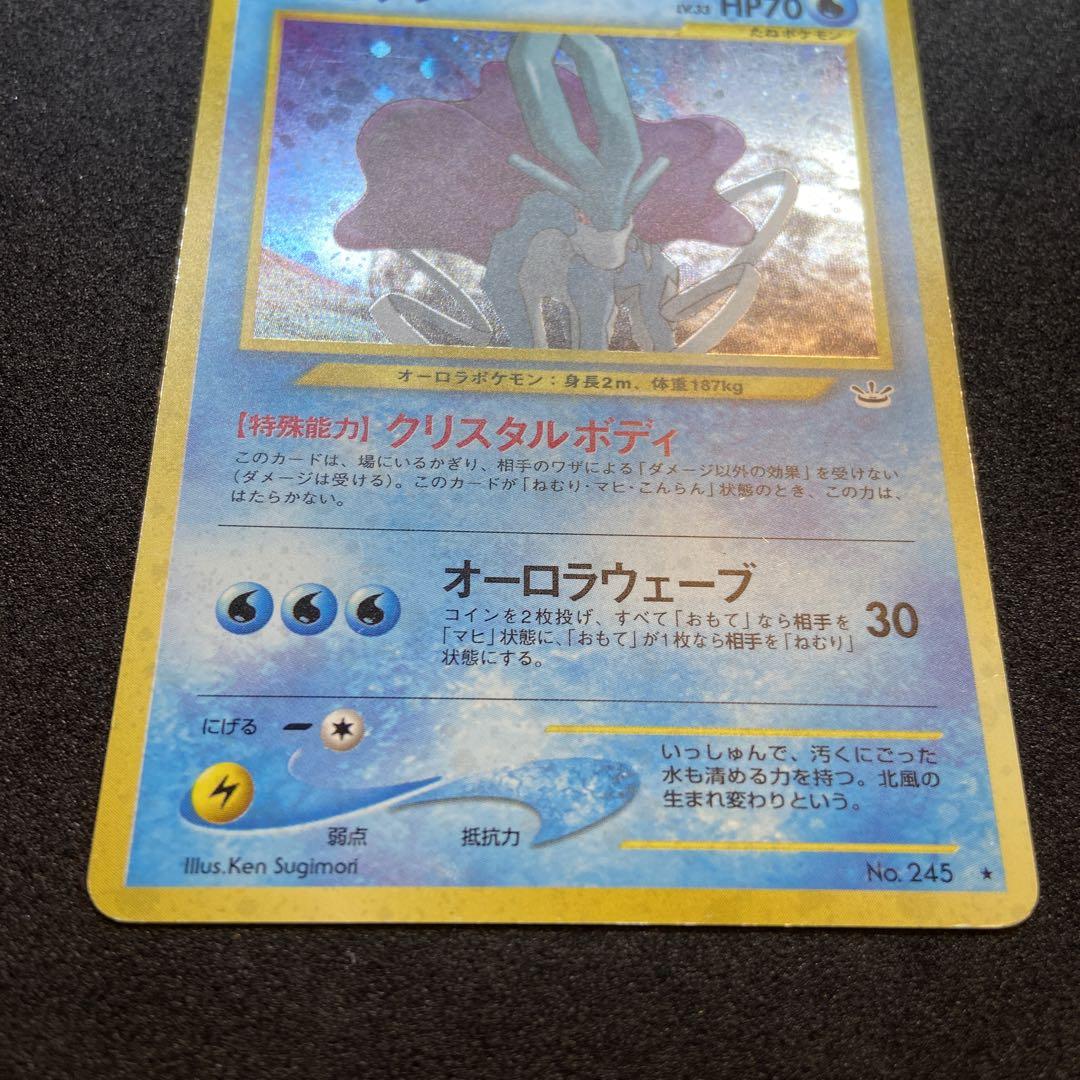 LV.33 HP70
たねポケモン
オーロラポケモン：身長2m、体重187kg
【特殊能力】クリスタルボディ
このカードは、場にいるかぎり、相手のワザによる「ダメージ以外の効果」を受けない
（ダメージは受ける）。このカードが「ねむり・マヒ・こんらん」状態のとき、この力は、
はたらかない。
オーロラウェーブ 30
コインを2枚投げ、すべて「おもて」なら相手を
「マヒ」状態に、「おもて」が1枚なら相手を「ねむり」
状態にする。
にげる
いっしゅんで、汚くにごった
水も清める力を持つ。北風の
生まれ変わりという。
弱点 抵抗力
Illus.Ken Sugimori
No. 245 ★